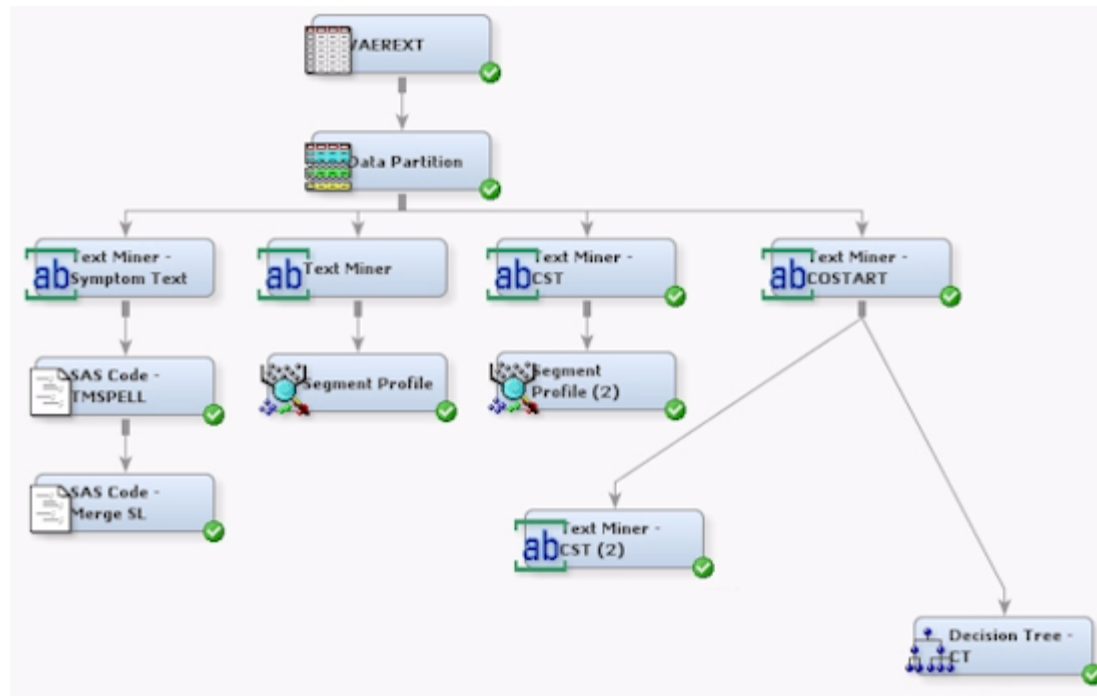 VAEREXT
Data Partition
Text Miner -
Symptom Text
Text Miner
Text Miner -
CST
Text Miner -
COSTART
SAS Code -
TMSPELL
Segment Profile
Segment
Profile (2)
SAS Code -
Merge SL
Text Miner -
CST (2)
Decision Tree -
CT